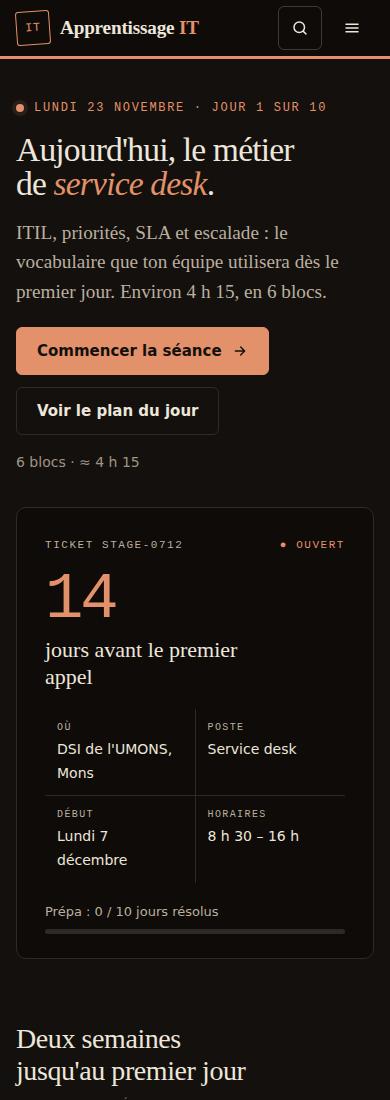 IT
Apprentissage IT
LUNDI 23 NOVEMBRE · JOUR 1 SUR 10
Aujourd'hui, le métier
de service desk.
ITIL, priorités, SLA et escalade : le
vocabulaire que ton équipe utilisera dès le
premier jour. Environ 4 h 15, en 6 blocs.
Commencer la séance →
Voir le plan du jour
6 blocs · ≈ 4 h 15
TICKET STAGE-0712
● OUVERT
14
jours avant le premier
appel
OÙ
DSI de l'UMONS,
Mons
POSTE
Service desk
DÉBUT
Lundi 7
décembre
HORAIRES
8 h 30 – 16 h
Prépa : 0 / 10 jours résolus
Deux semaines
jusqu'au premier jour